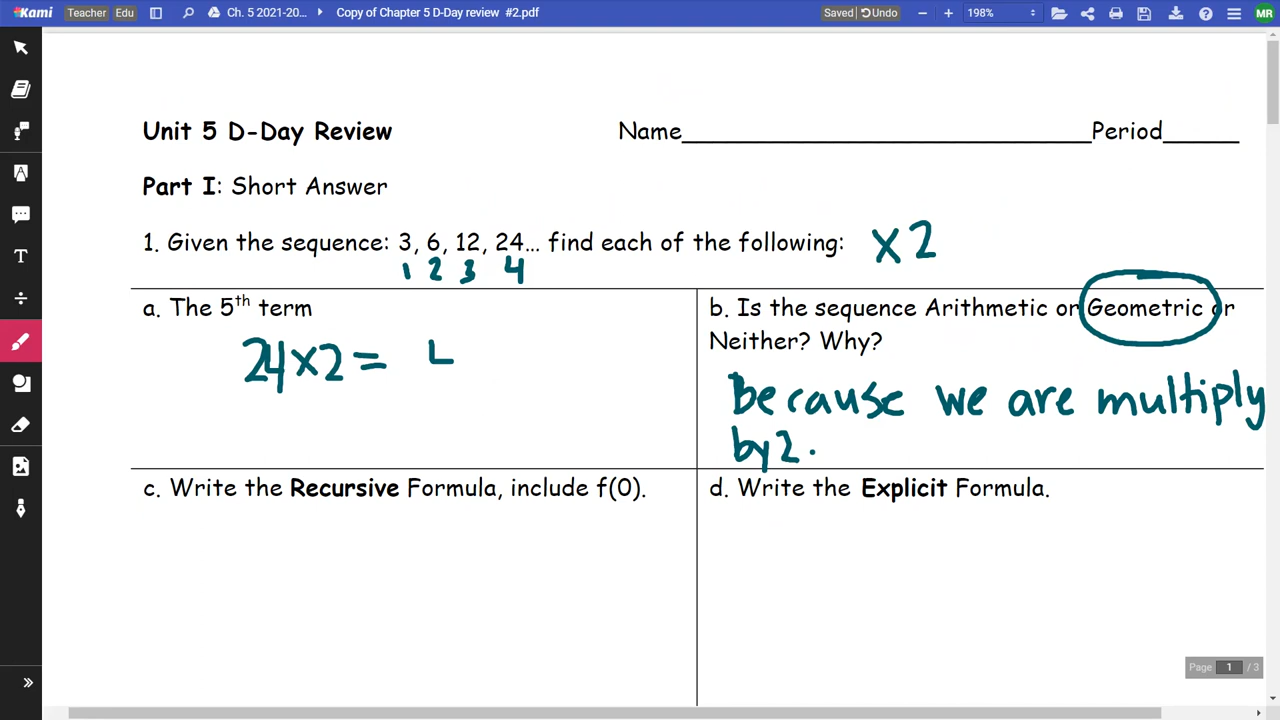 Kami Teacher Edu Ch. 5 2021-20... Copy of Chapter 5 D-Day review #2.pdf Saved Undo 198% MR
Unit 5 D-Day Review Name Period
Part I: Short Answer
1. Given the sequence: 3, 6, 12, 24... find each of the following: x2
1 2 3 4
a. The 5th term
24x2=
b. Is the sequence Arithmetic or Geometric or
Neither? Why?
because we are multiply
by 2.
c. Write the Recursive Formula, include f(0).
d. Write the Explicit Formula.
Page 1 / 3